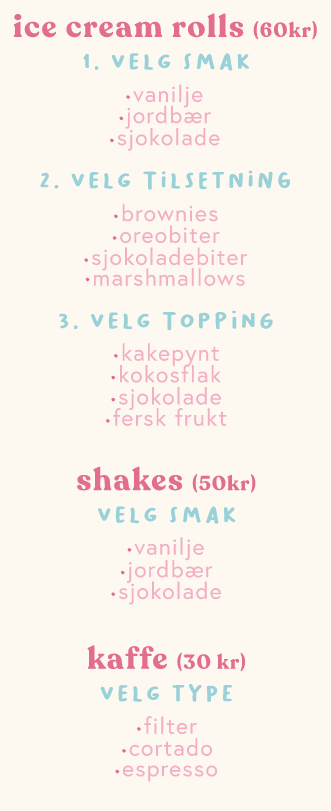 ice cream rolls (60kr)
1. VELG SMAK
•vanilje
•jordbær
•sjokolade
2. VELG TiLSETNiNG
•brownies
•oreobiter
•sjokoladebiter
•marshmallows
3. VELG TOPPiNG
•kakepynt
•kokosflak
•sjokolade
•fersk frukt
shakes (50kr)
VELG SMAK
•vanilje
•jordbær
•sjokolade
kaffe (30 kr)
VELG TYPE
•filter
•cortado
•espresso